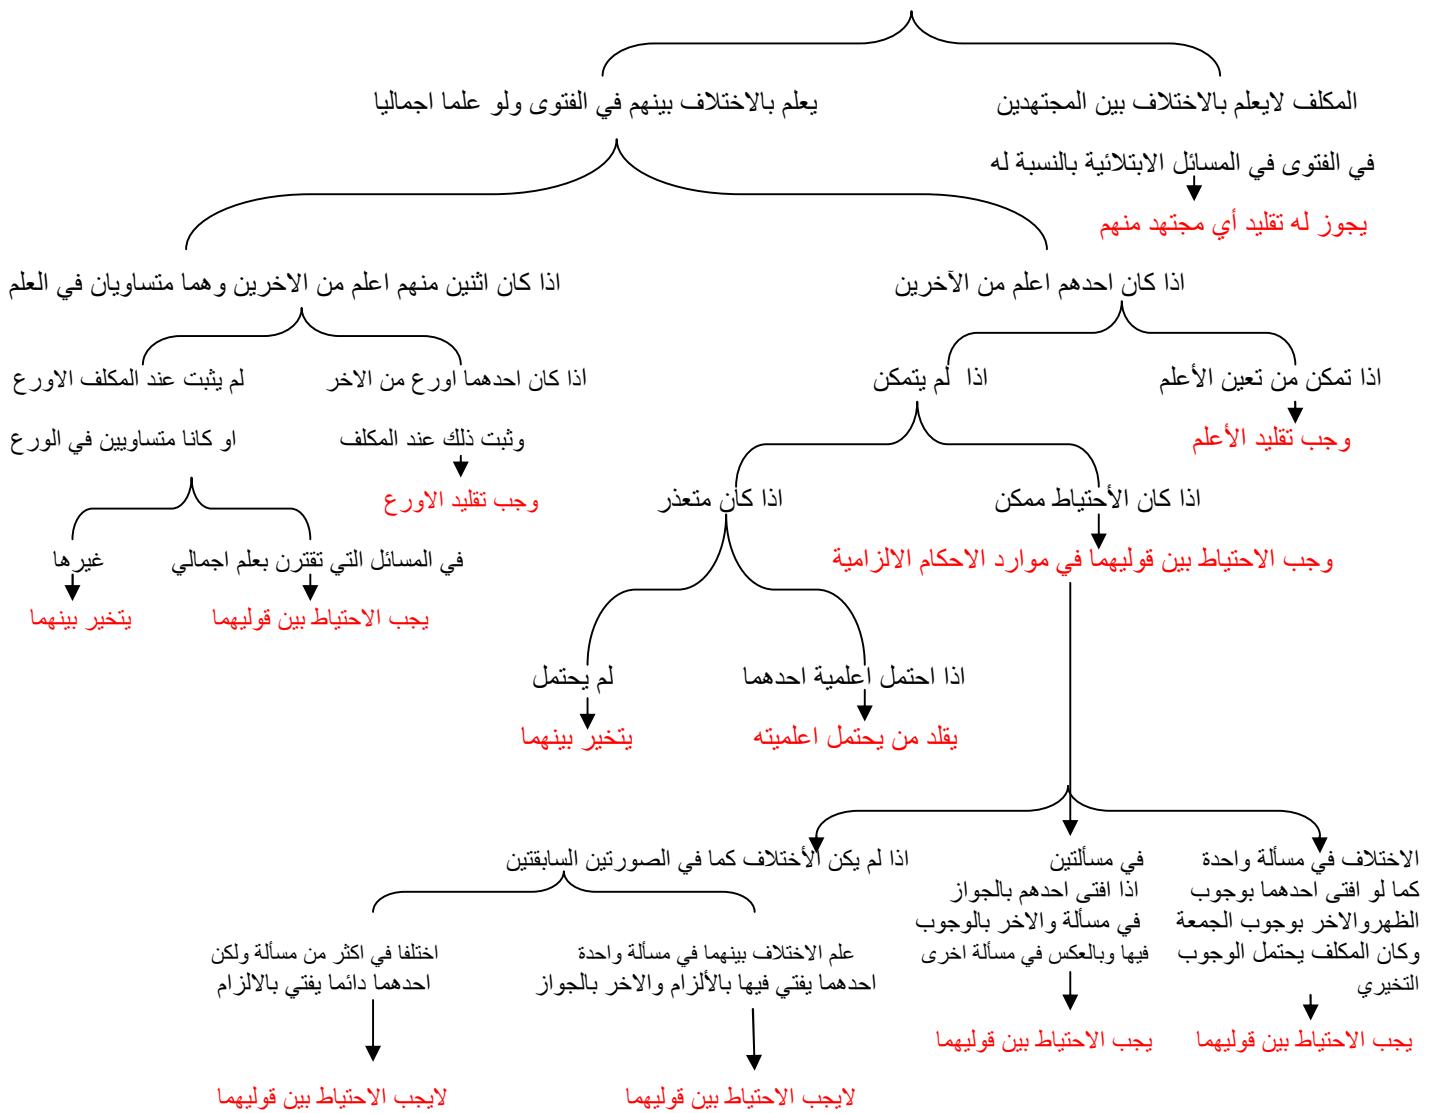 المكلف لايعلم بالاختلاف بين المجتهدين
في الفتوى في المسائل الابتلائية بالنسبة له
يجوز له تقليد أي مجتهد منهم
يعلم بالاختلاف بينهم في الفتوى ولو علما اجماليا
اذا كان احدهم اعلم من الآخرين
اذا تمكن من تعين الأعلم
وجب تقليد الأعلم
اذا لم يتمكن
اذا كان الأحتياط ممكن
وجب الاحتياط بين قوليهما في موارد الاحكام الالزامية
الاختلاف في مسألة واحدة
كما لو افتى احدهما بوجوب
الظهروالاخر بوجوب الجمعة
وكان المكلف يحتمل الوجوب
التخيري
يجب الاحتياط بين قوليهما
في مسألتين
اذا افتى احدهم بالجواز
في مسألة والاخر بالوجوب
فيها وبالعكس في مسألة اخرى
يجب الاحتياط بين قوليهما
اذا لم يكن الأختلاف كما في الصورتين السابقتين
علم الاختلاف بينهما في مسألة واحدة
احدهما يفتي فيها بالألزام والاخر بالجواز
لايجب الاحتياط بين قوليهما
اختلفا في اكثر من مسألة ولكن
احدهما دائما يفتي بالالزام
لايجب الاحتياط بين قوليهما
اذا كان متعذر
اذا احتمل اعلمية احدهما
يقلد من يحتمل اعلميته
لم يحتمل
يتخير بينهما
اذا كان اثنين منهم اعلم من الاخرين وهما متساويان في العلم
اذا كان احدهما اورع من الاخر
وثبت ذلك عند المكلف
وجب تقليد الاورع
لم يثبت عند المكلف الاورع
او كانا متساويين في الورع
في المسائل التي تقترن بعلم اجمالي
يجب الاحتياط بين قوليهما
غيرها
يتخير بينهما